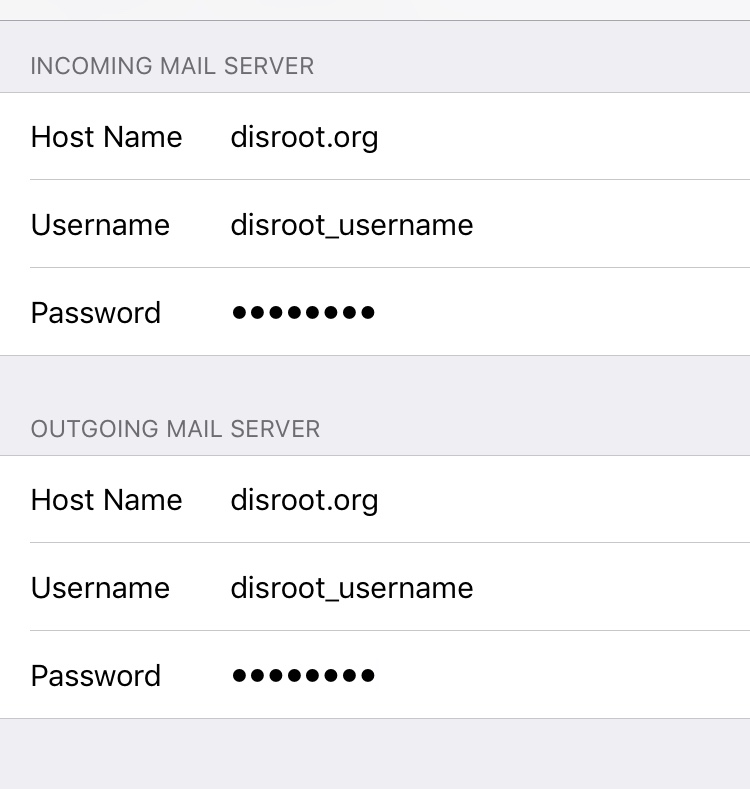 INCOMING MAIL SERVER
Host Name disroot.org
Username disroot_username
Password ●●●●●●●●
OUTGOING MAIL SERVER
Host Name disroot.org
Username disroot_username
Password ●●●●●●●●